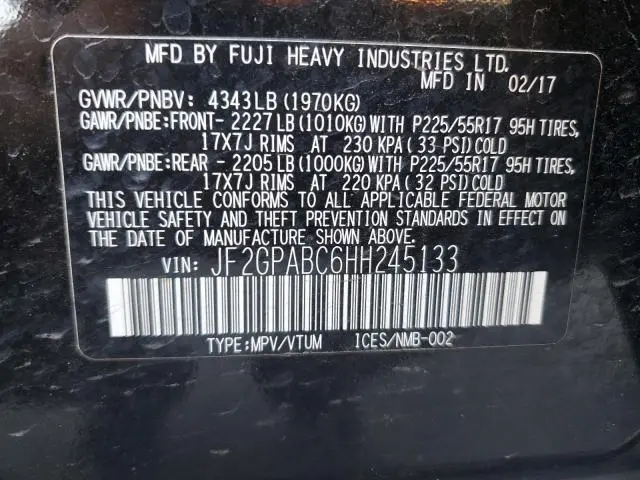 MFD BY FUJI HEAVY INDUSTRIES LTD.
MFD IN 02/17
GVWR/PNBV: 4343LB(1970KG)
GAWR/PNBE:FRONT- 2227LB(1010KG)WITH P225/55R17 95H TIRES,
17X7J RIMS AT 230 KPA( 33 PSI)COLD
GAWR/PNBE:REAR - 2205LB(1000KG)WITH P225/55R17 95H TIRES,
17X7J RIMS AT 220 KPA( 32 PSI)COLD
THIS VEHICLE CONFORMS TO ALL APPLICABLE FEDERAL MOTOR
VEHICLE SAFETY AND THEFT PREVENTION STANDARDS IN EFFECT ON
THE DATE OF MANUFACTURE SHOWN ABOVE.
VIN: JF2GPABC6HH245133
TYPE:MPV/VTUM ICES/NMB-002